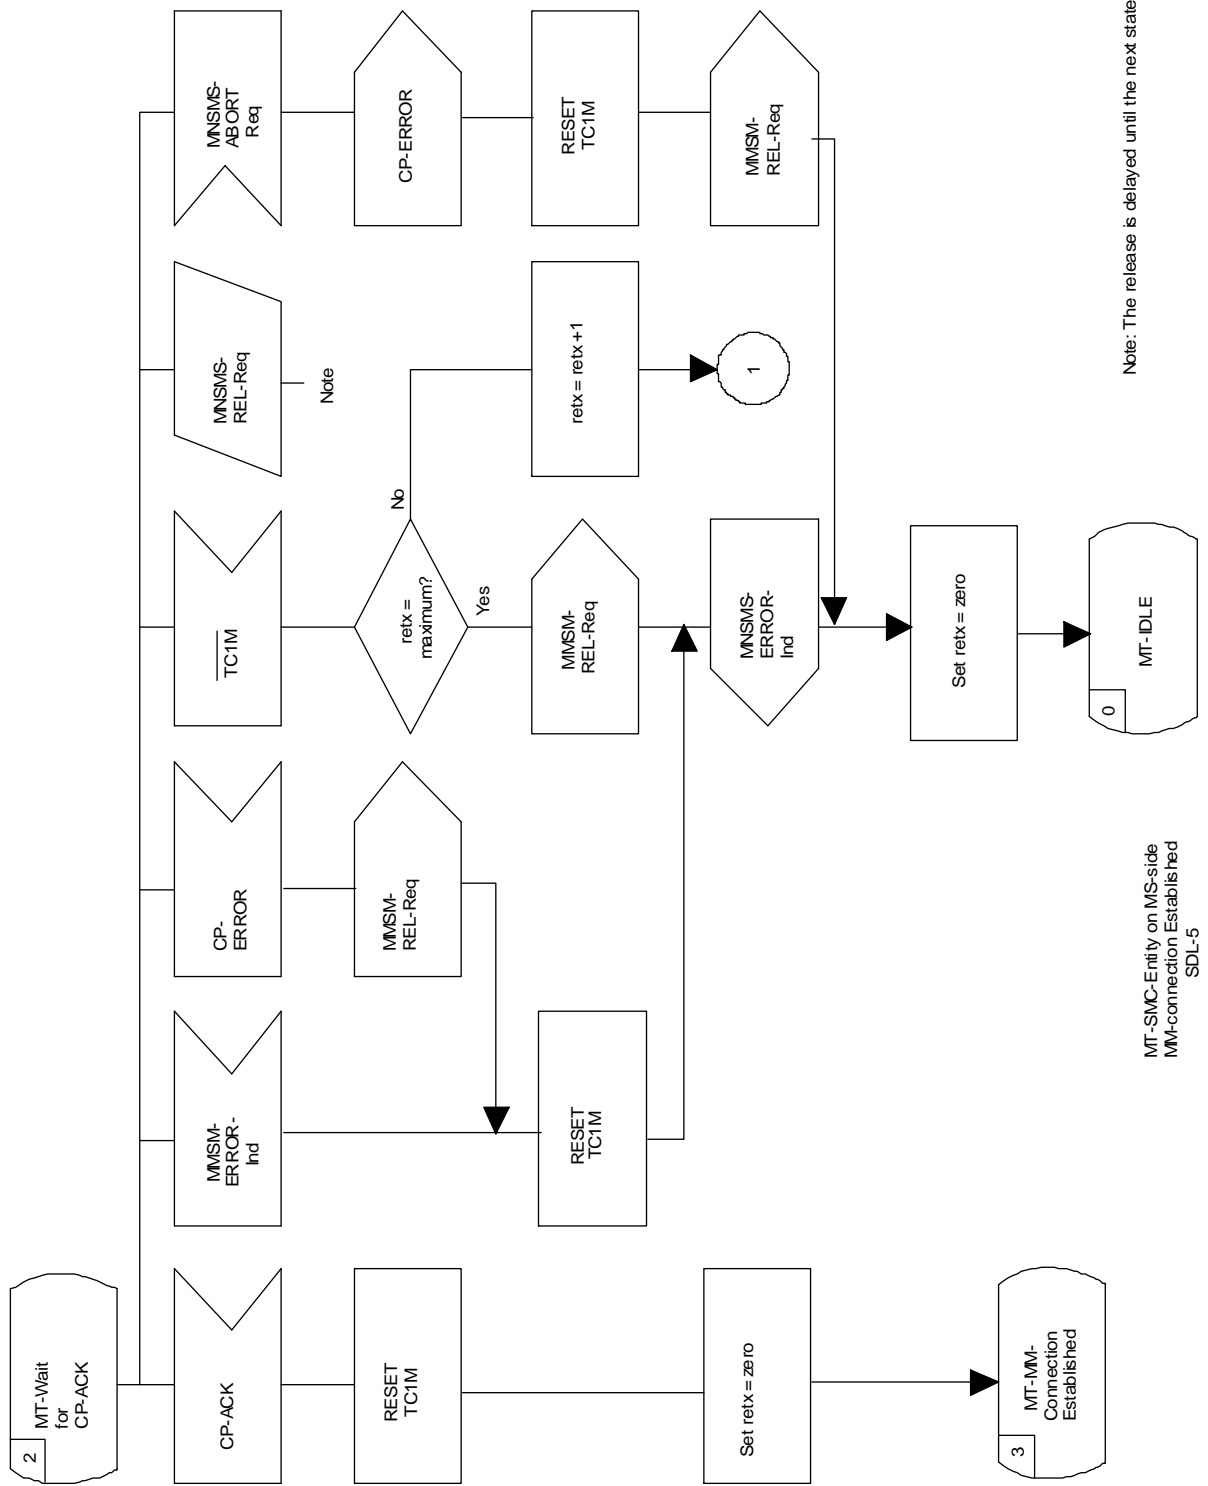 2
MT-Wait
for
CP-ACK
CP-ACK
MMSM-
ERROR -
Ind
CP-
ERROR
TC1M
MNSMS-
REL-Req
Note
MNSMS-
ABORT
Req
RESET
TC1M
MMSM-
REL-Req
retx =
maximum?
No
Yes
CP-ERROR
RESET
TC1M
MMSM-
REL-Req
retx = retx +1
RESET
TC1M
Set retx = zero
MNSMS-
ERROR-
Ind
1
MMSM-
REL-Req
Set retx = zero
3
MT-MM-
Connection
Established
0
MT-IDLE
MT-SMC-Entity on MS-side
MM-connection Established
SDL-5
Note: The release is delayed until the next state